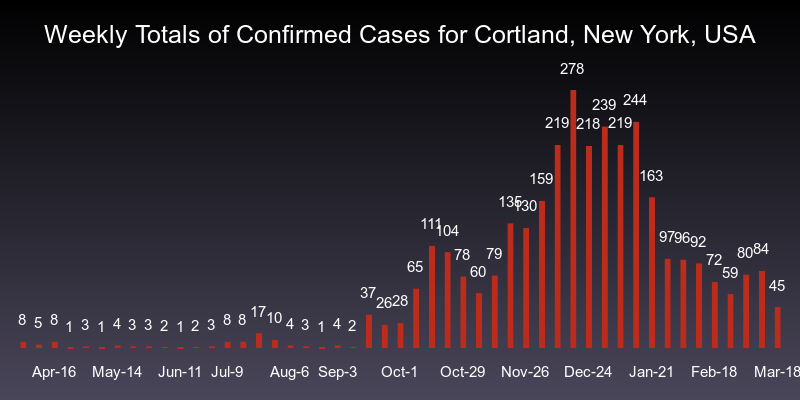 Weekly Totals of Confirmed Cases for Cortland, New York, USA
8 5 8 1 3 1 4 3 3 2 1 2 3 8 8 17 10 4 3 1 4 2 37 26 28 65 111 104 78 60 79 135 130 159 219 278 218 239 219 244 163 97 96 92 72 59 80 84 45
Apr-16 May-14 Jun-11 Jul-9 Aug-6 Sep-3 Oct-1 Oct-29 Nov-26 Dec-24 Jan-21 Feb-18 Mar-18